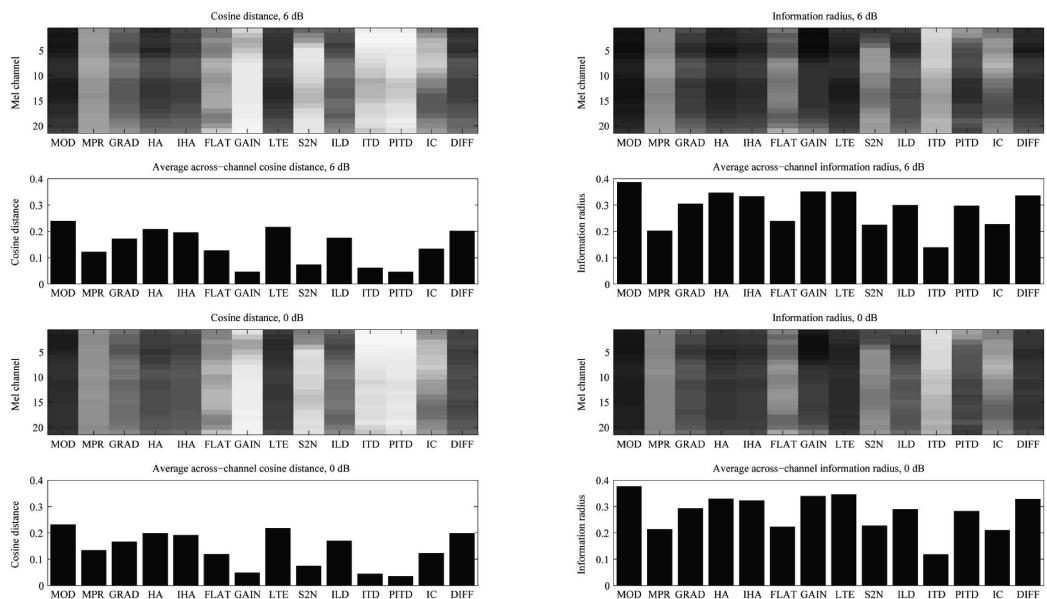 Cosine distance, 6 dB
Mel channel
5
10
15
20
MOD MPR GRAD HA IHA FLAT GAIN LTE S2N ILD ITD PITD IC DIFF
Average across−channel cosine distance, 6 dB
Cosine distance
0.4
0.3
0.2
0.1
0
MOD MPR GRAD HA IHA FLAT GAIN LTE S2N ILD ITD PITD IC DIFF
Cosine distance, 0 dB
Mel channel
5
10
15
20
MOD MPR GRAD HA IHA FLAT GAIN LTE S2N ILD ITD PITD IC DIFF
Average across−channel cosine distance, 0 dB
Cosine distance
0.4
0.3
0.2
0.1
0
MOD MPR GRAD HA IHA FLAT GAIN LTE S2N ILD ITD PITD IC DIFF
Information radius, 6 dB
Mel channel
5
10
15
20
MOD MPR GRAD HA IHA FLAT GAIN LTE S2N ILD ITD PITD IC DIFF
Average across−channel information radius, 6 dB
Information radius
0.4
0.3
0.2
0.1
0
MOD MPR GRAD HA IHA FLAT GAIN LTE S2N ILD ITD PITD IC DIFF
Information radius, 0 dB
Mel channel
5
10
15
20
MOD MPR GRAD HA IHA FLAT GAIN LTE S2N ILD ITD PITD IC DIFF
Average across−channel information radius, 0 dB
Information radius
0.4
0.3
0.2
0.1
0
MOD MPR GRAD HA IHA FLAT GAIN LTE S2N ILD ITD PITD IC DIFF